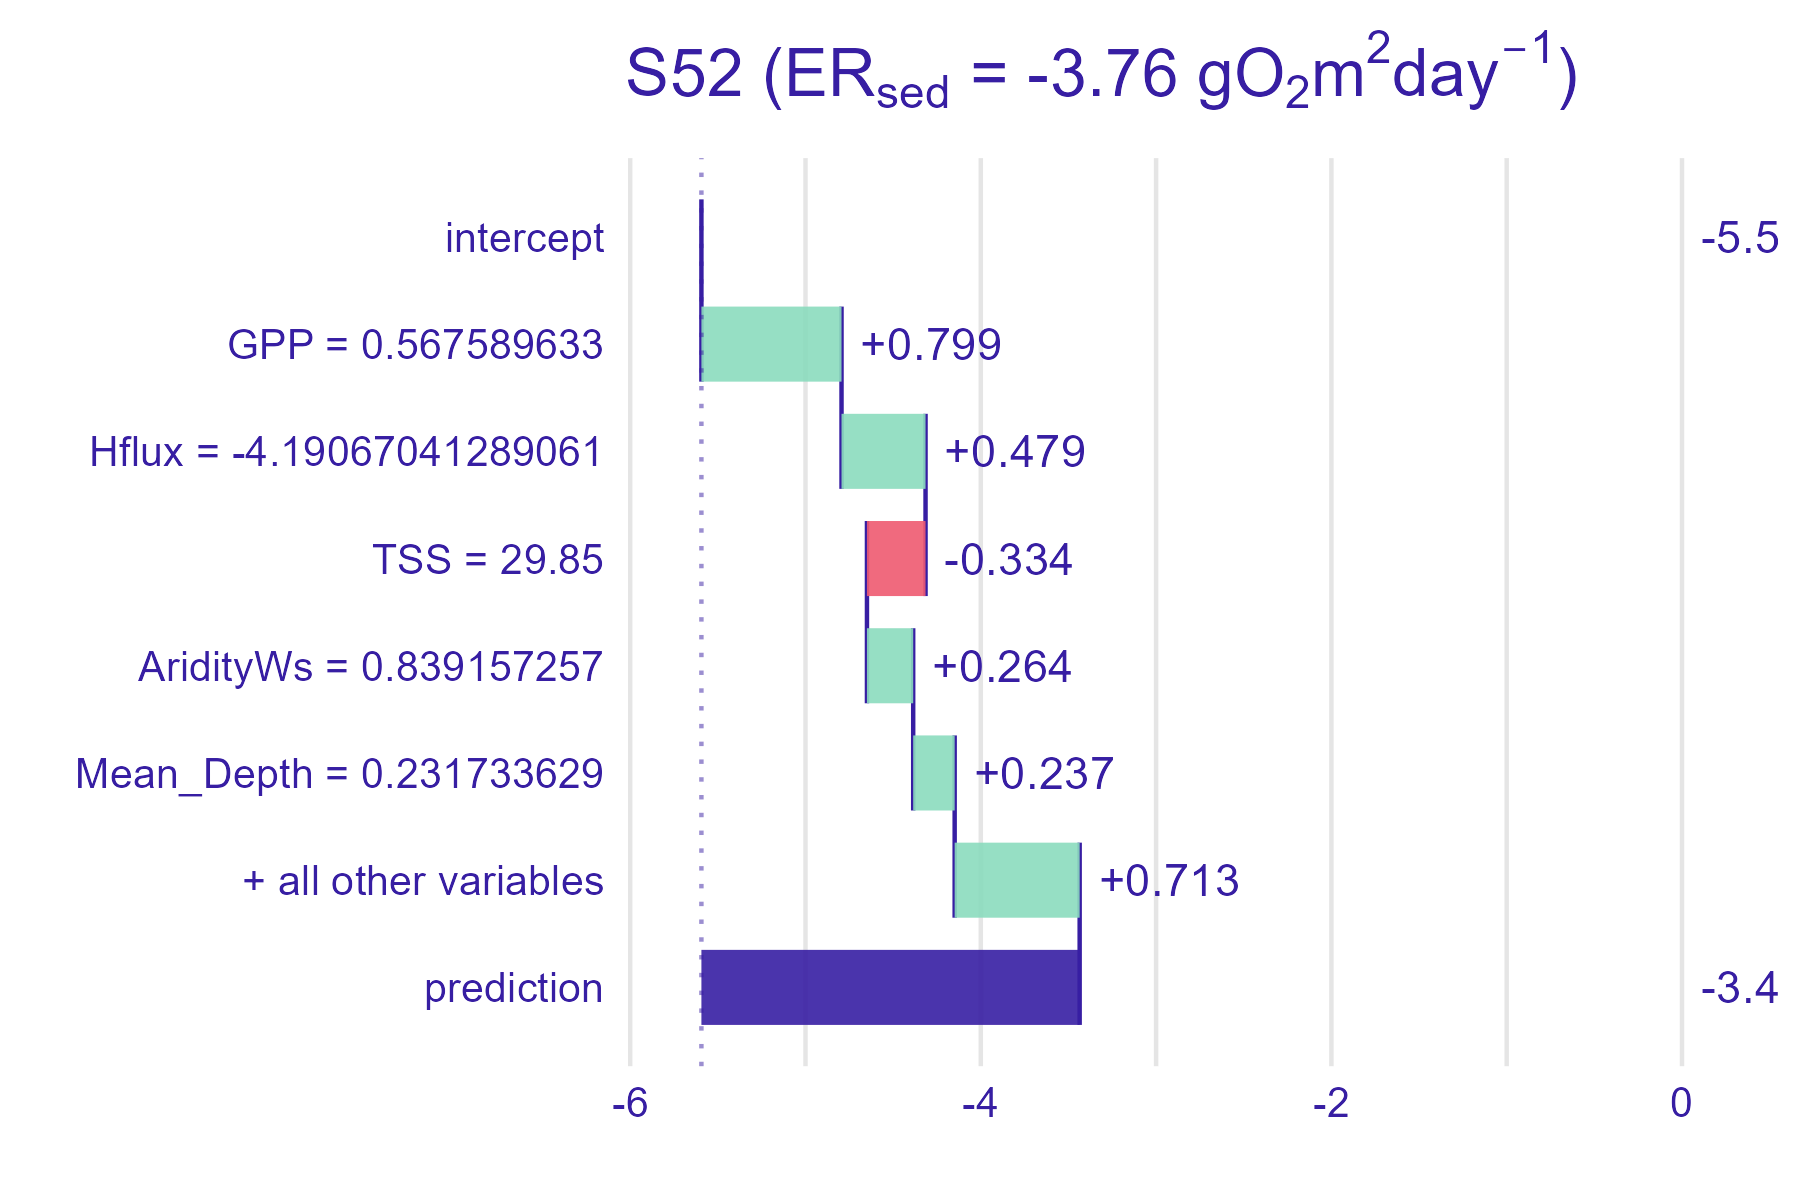 S52 (ERsed = -3.76 gO₂m²day⁻¹)
intercept -5.5
GPP = 0.567589633 +0.799
Hflux = -4.19067041289061 +0.479
TSS = 29.85 -0.334
AridityWs = 0.839157257 +0.264
Mean_Depth = 0.231733629 +0.237
+ all other variables +0.713
prediction -3.4
-6 -4 -2 0